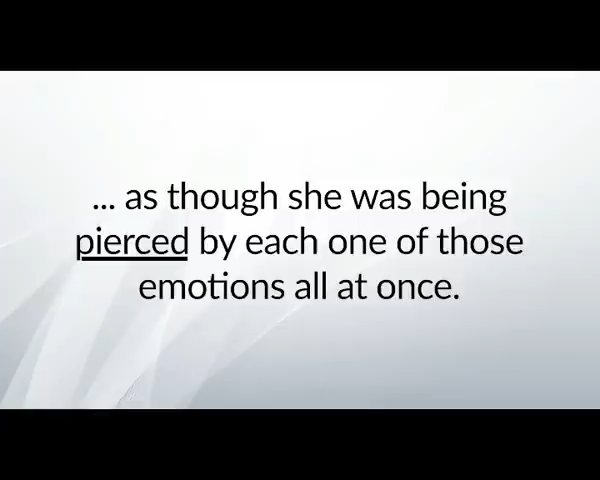 ... as though she was being
pierced by each one of those
emotions all at once.